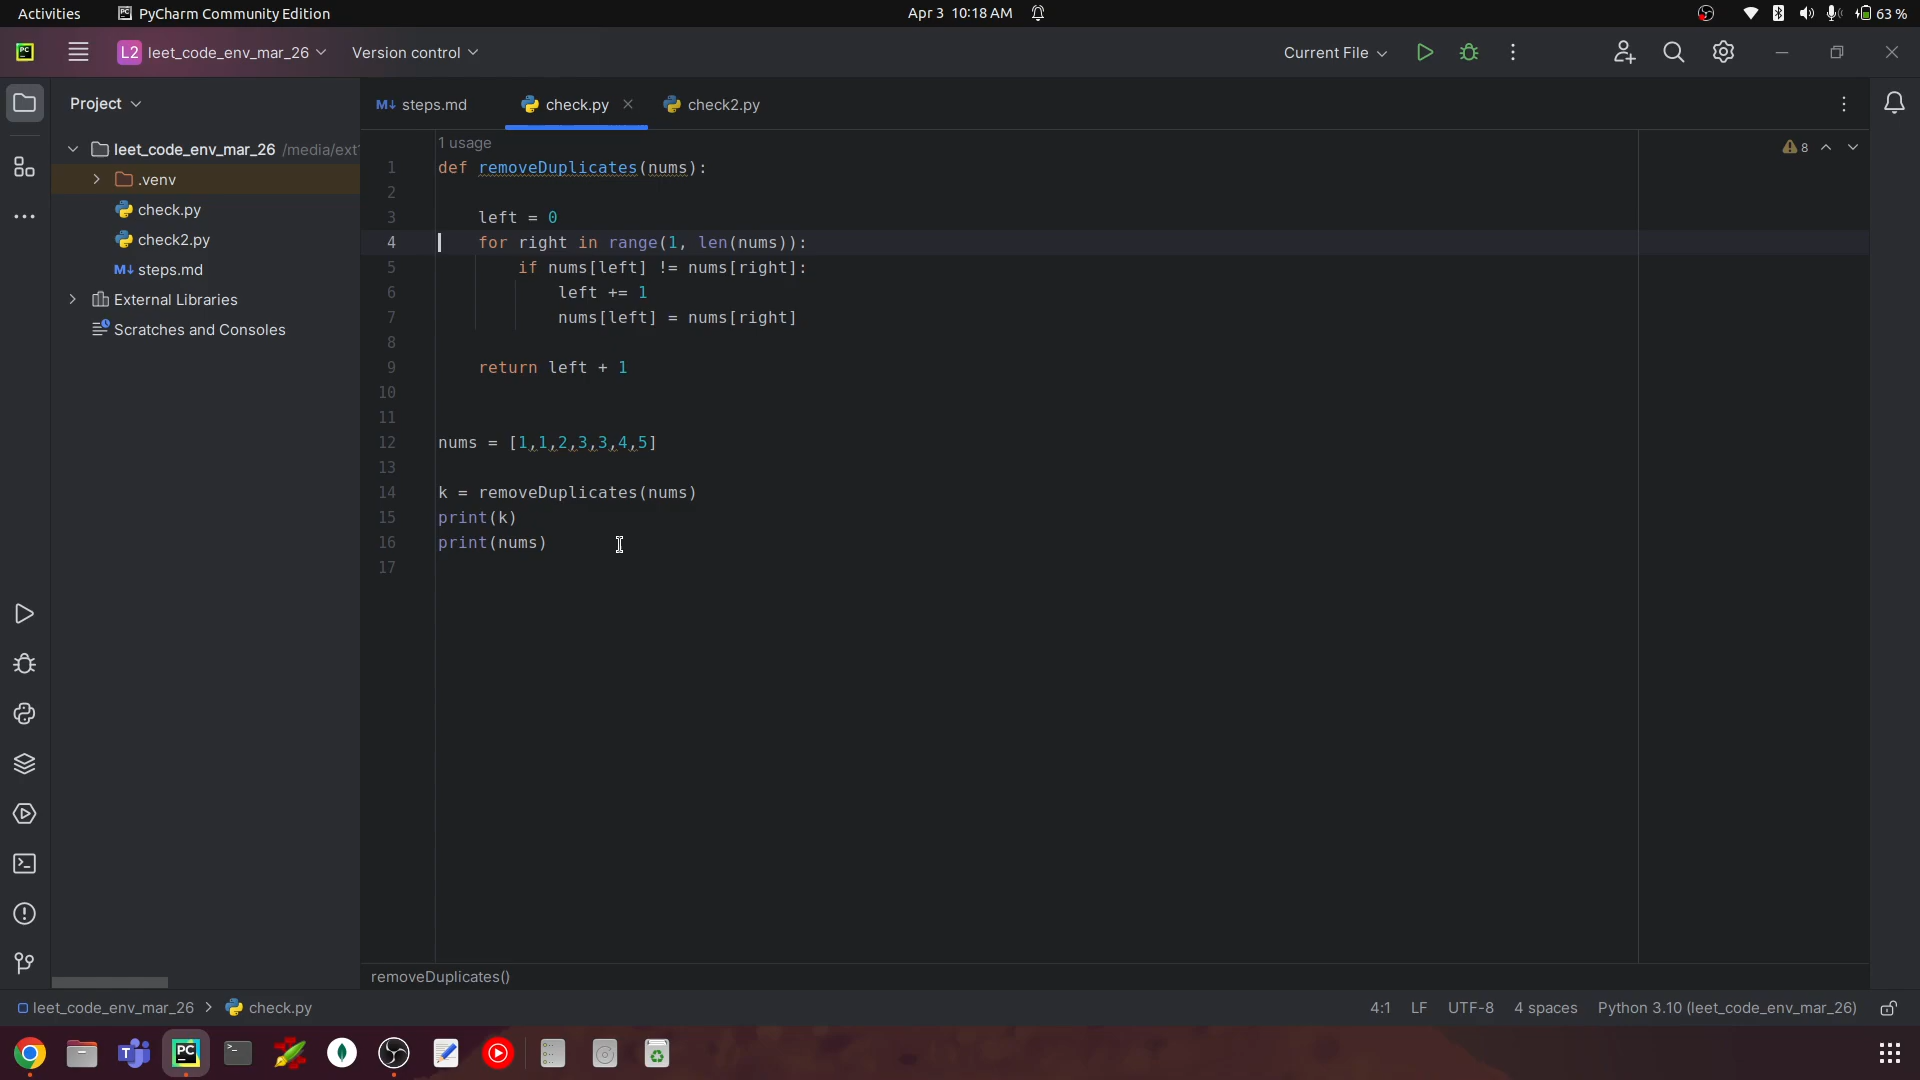 Activities PyCharm Community Edition Apr 3 10:18 AM 63 %
PC L2 leet_code_env_mar_26 Version control Current File
Project M↓ steps.md check.py check2.py
leet_code_env_mar_26 /media/ext
.venv
check.py
check2.py
M↓ steps.md
External Libraries
Scratches and Consoles
1 usage
8
1 def removeDuplicates(nums):
2
3 left = 0
4 for right in range(1, len(nums)):
5 if nums[left] != nums[right]:
6 left += 1
7 nums[left] = nums[right]
8
9 return left + 1
10
11
12 nums = [1,1,2,3,3,4,5]
13
14 k = removeDuplicates(nums)
15 print(k)
16 print(nums)
17
removeDuplicates()
leet_code_env_mar_26 check.py 4:1 LF UTF-8 4 spaces Python 3.10 (leet_code_env_mar_26)
PC